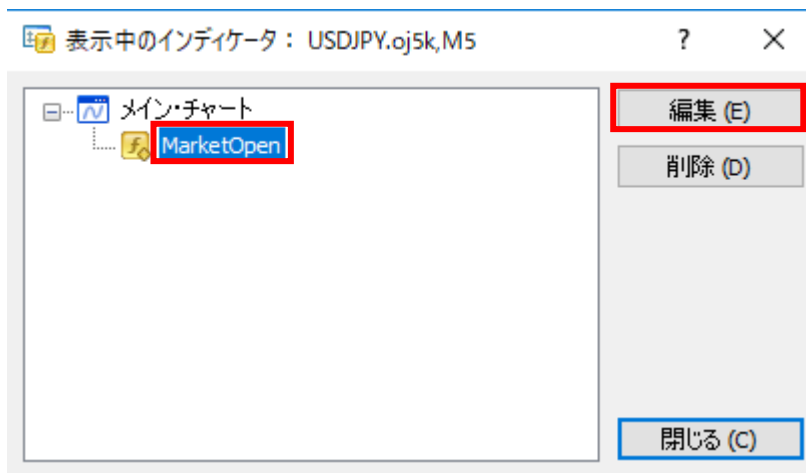 表示中のインディケータ： USDJPY.oj5k,M5
?
メイン・チャート
MarketOpen
編集 (E)
削除 (D)
閉じる (C)